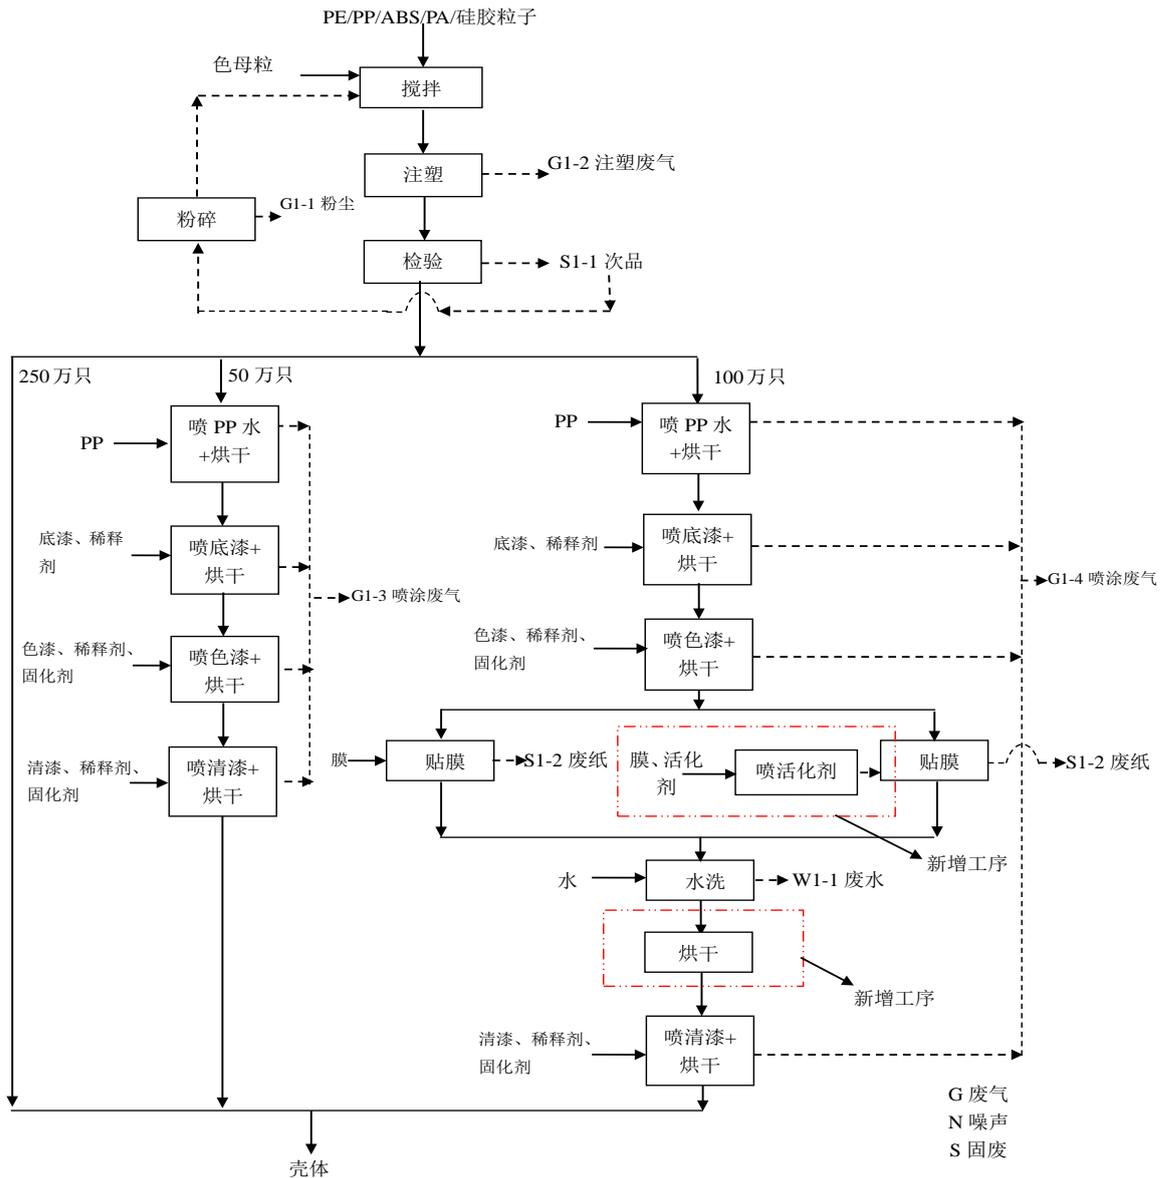 PE/PP/ABS/PA/硅胶粒子
色母粒
搅拌
注塑
G1-2 注塑废气
粉碎
G1-1 粉尘
检验
S1-1 次品
250 万只
50 万只
100 万只
PP
喷 PP 水
+烘干
PP
喷 PP 水
+烘干
底漆、稀释
剂
喷底漆+
烘干
底漆、稀释剂
喷底漆+
烘干
G1-3 喷涂废气
G1-4 喷涂废气
色漆、稀释剂、
固化剂
喷色漆+
烘干
色漆、稀释剂、
固化剂
喷色漆+
烘干
清漆、稀释剂、
固化剂
喷清漆+
烘干
膜
贴膜
S1-2 废纸
膜、活化
剂
喷活化剂
贴膜
S1-2 废纸
新增工序
水
水洗
W1-1 废水
烘干
新增工序
清漆、稀释剂、
固化剂
喷清漆+
烘干
G 废气
N 噪声
S 固废
壳体